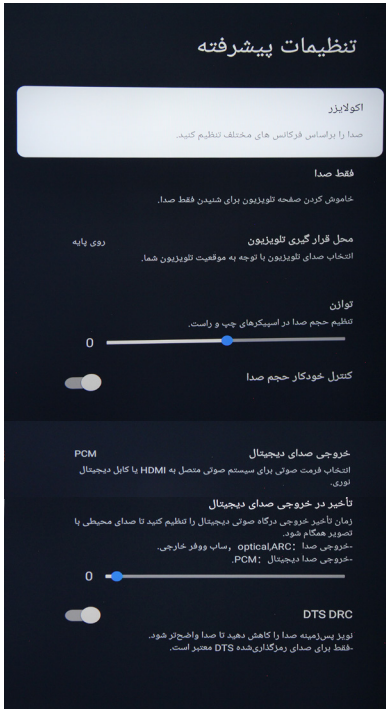 تنظیمات پیشرفته
اکولایزر
صدا را براساس فرکانس های مختلف تنظیم کنید.
فقط صدا
خاموش کردن صفحه تلویزیون برای شنیدن فقط صدا.
محل قرار گیری تلویزیون
روی پایه
انتخاب صدای تلویزیون با توجه به موقعیت تلویزیون شما.
توازن
تنظیم حجم صدا در اسپیکرهای چپ و راست.
0
کنترل خودکار حجم صدا
خروجی صدای دیجیتال
PCM
انتخاب فرمت صوتی برای سیستم صوتی متصل به HDMI یا کابل دیجیتال
نوری.
تأخیر در خروجی صدای دیجیتال
زمان تأخیر خروجی درگاه صوتی دیجیتال را تنظیم کنید تا صدای محیطی با
تصویر همگام شود.
-خروجی صدا :optical,ARC ,ساب ووفر خارجی.
-خروجی صدا دیجیتال :PCM.
0
DTS DRC
نویز پس‌زمینه صدا را کاهش دهید تا صدا واضح‌تر شود.
-فقط برای صدای رمزگذاری‌شده DTS معتبر است.